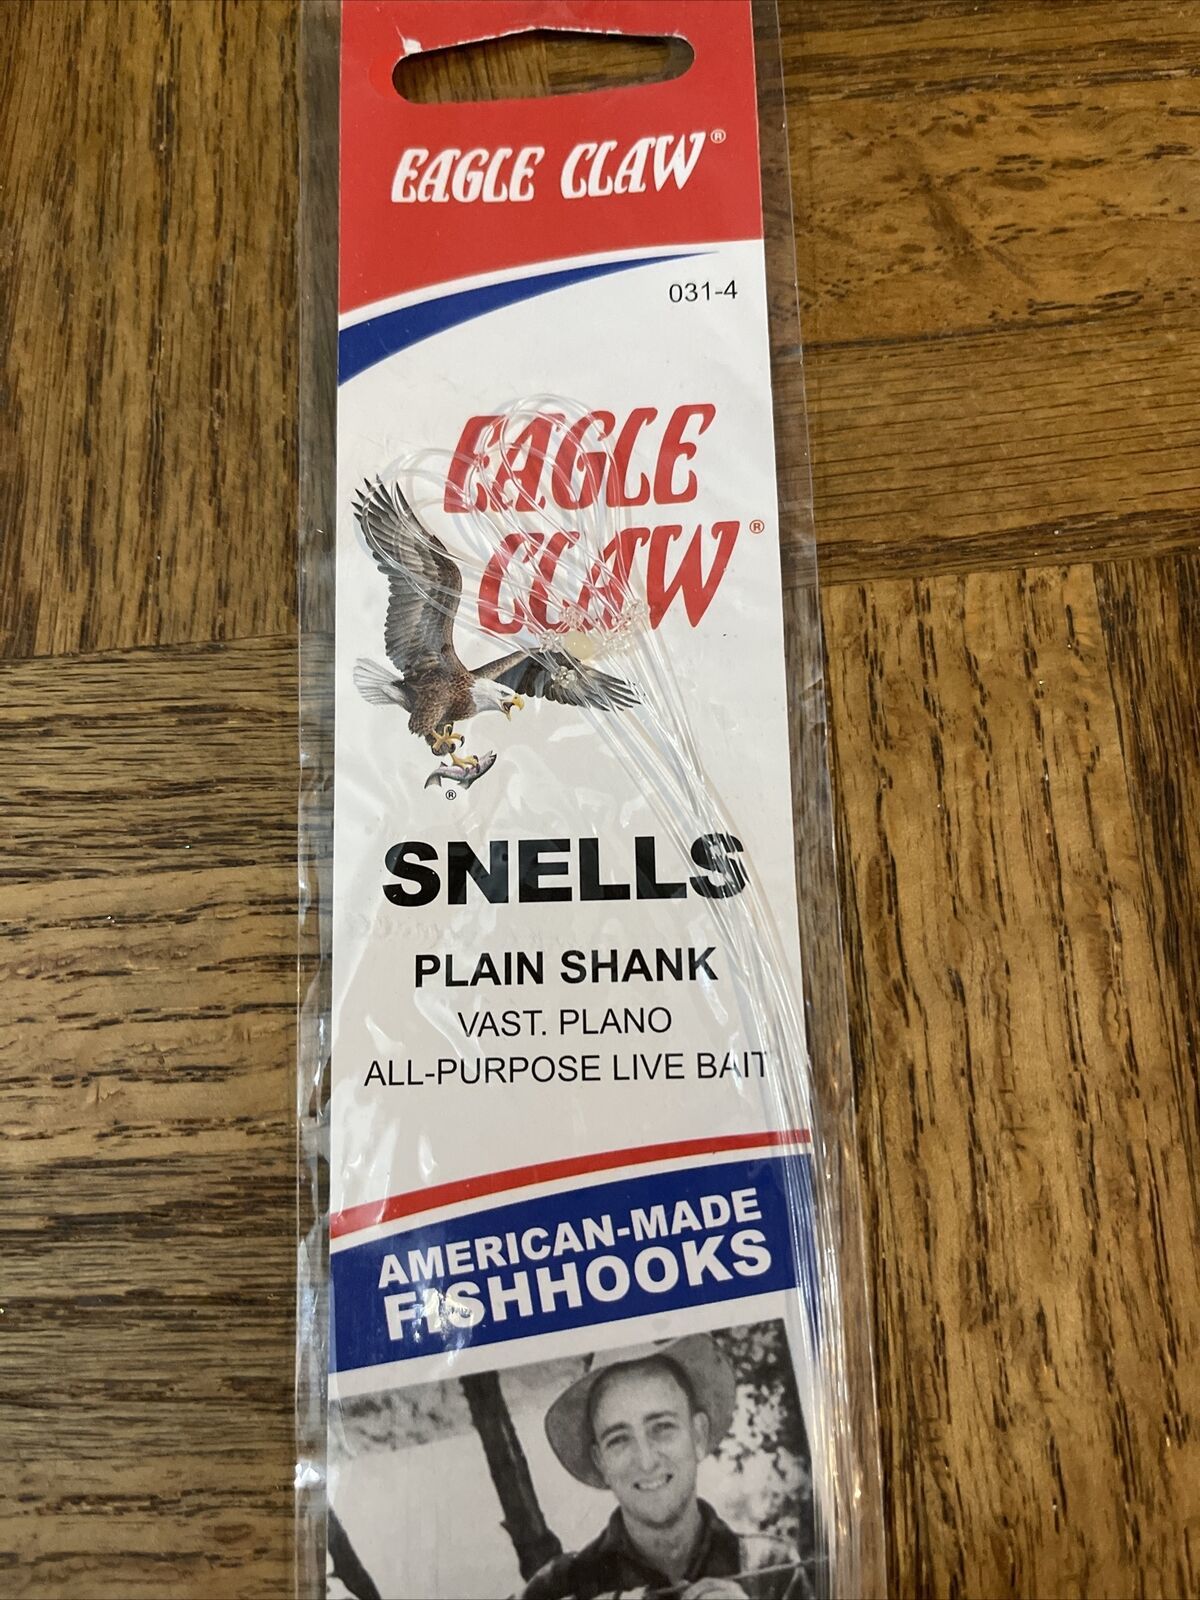 EAGLE CLAW®
031-4
EAGLE
CLAW®
®
SNELLS
PLAIN SHANK
VAST. PLANO
ALL-PURPOSE LIVE BAIT
AMERICAN-MADE
FISHHOOKS